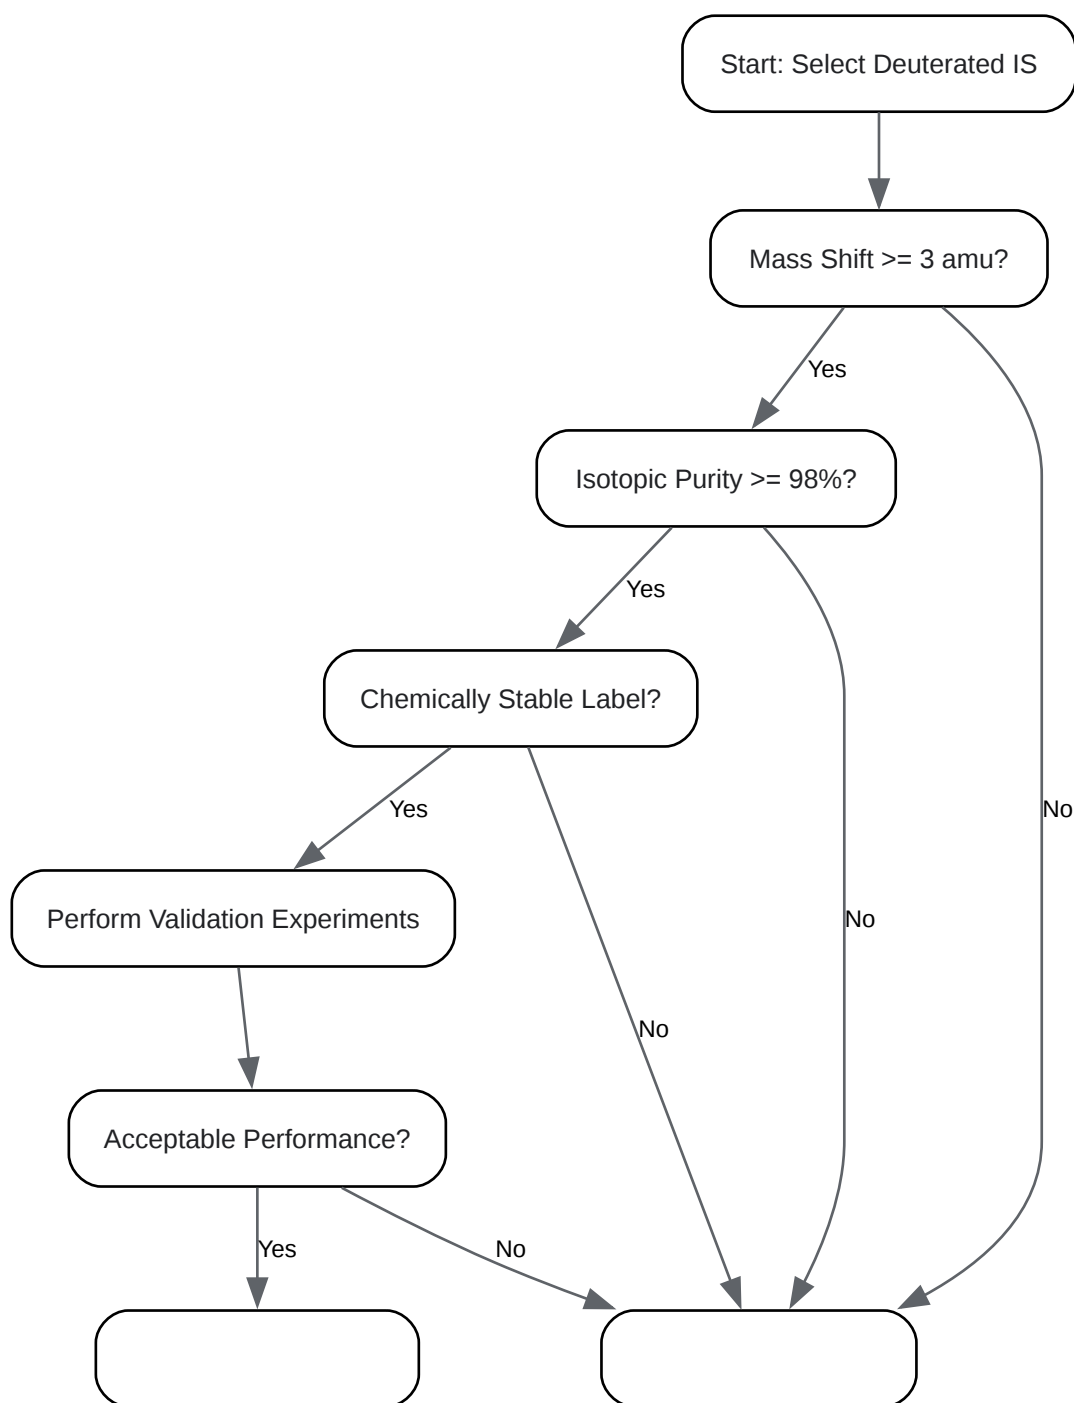 Start: Select Deuterated IS
Mass Shift >= 3 amu?
Yes
Isotopic Purity >= 98%?
Yes
Chemically Stable Label?
Yes
No
Perform Validation Experiments
No
No
Acceptable Performance?
Yes
No